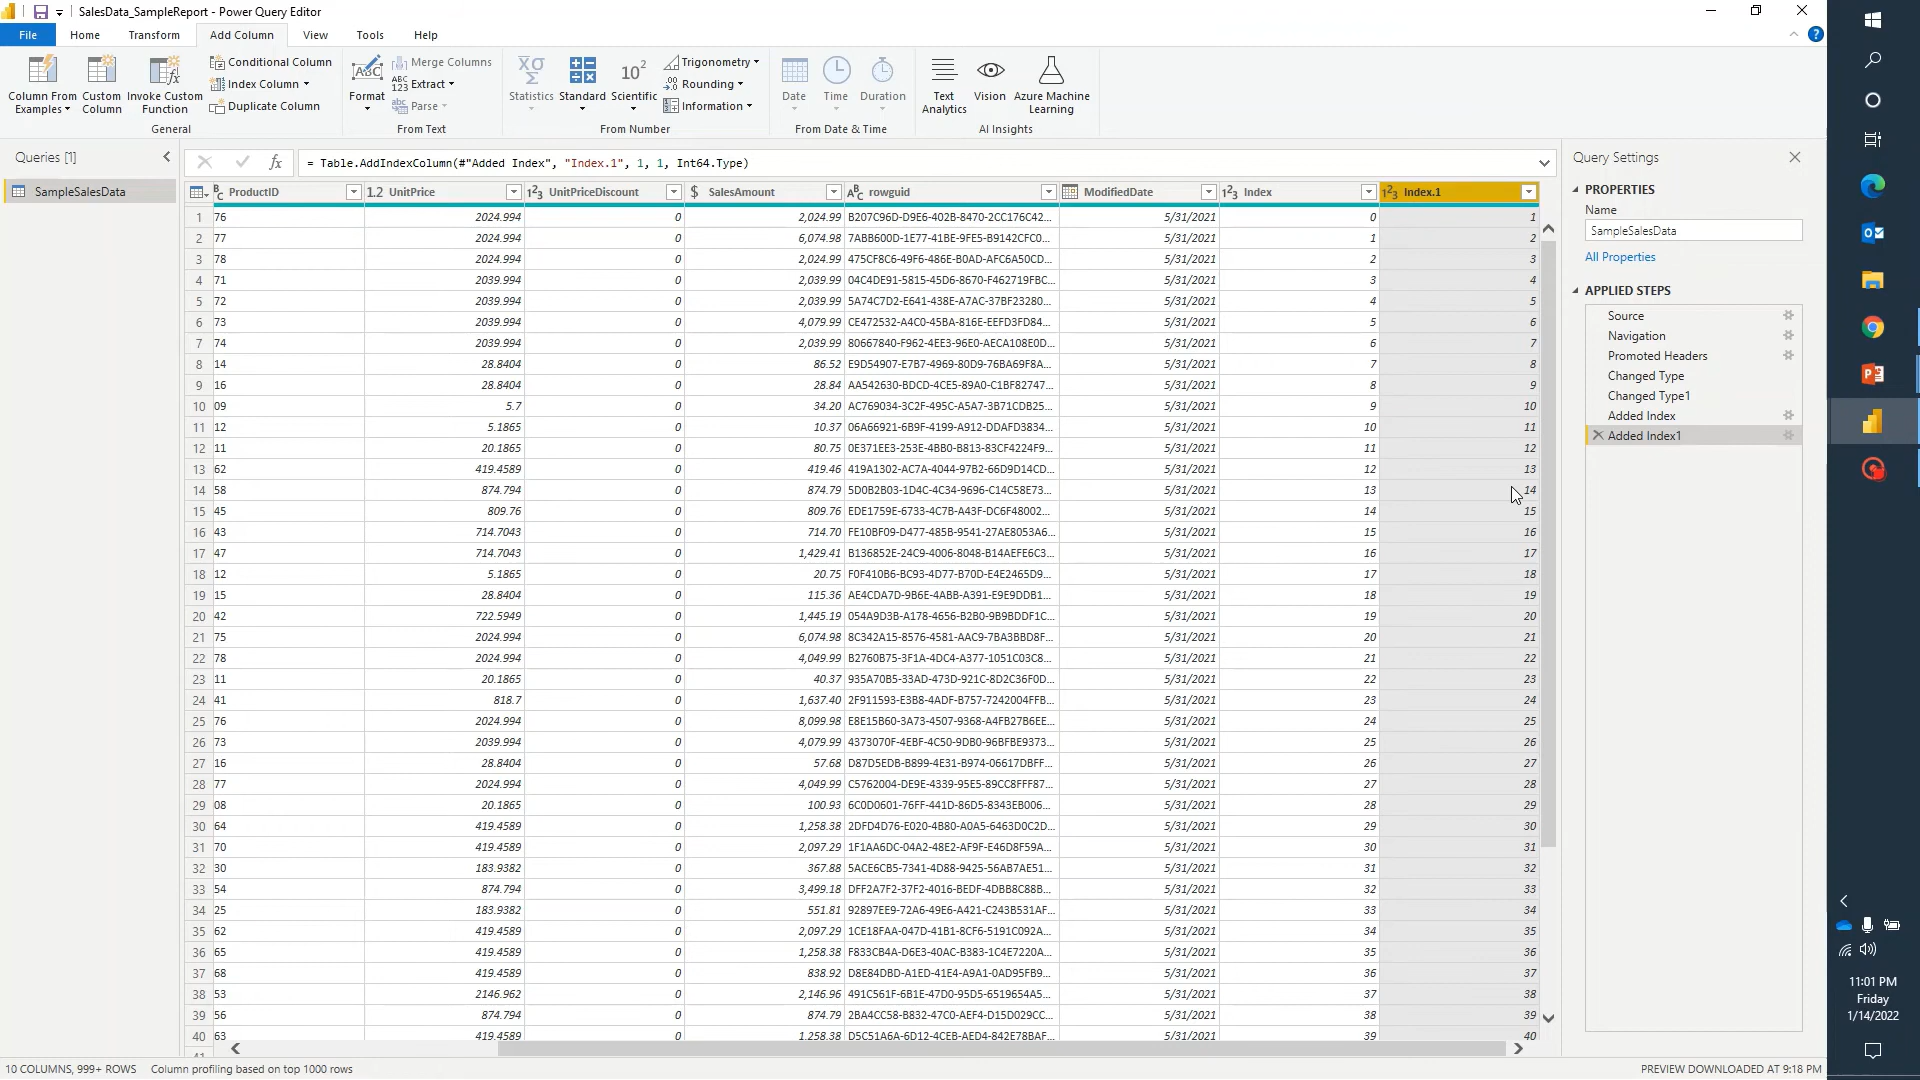 SalesData_SampleReport - Power Query Editor
File Home Transform Add Column View Tools Help
Column From Examples
Custom Column
Invoke Custom Function
Conditional Column
Index Column
Duplicate Column
General
Format
Merge Columns
Extract
Parse
From Text
Statistics
Standard
Scientific
Trigonometry
Rounding
Information
From Number
Date
Time
Duration
From Date & Time
Text Analytics
Vision
Azure Machine Learning
AI Insights
Queries [1]
SampleSalesData
= Table.AddIndexColumn(#"Added Index", "Index.1", 1, 1, Int64.Type)
ProductID 1.2 UnitPrice 123 UnitPriceDiscount $ SalesAmount ABC rowguid ModifiedDate 123 Index 123 Index.1
1 76 2024.994 0 2,024.99 B207C96D-D9E6-402B-8470-2CC176C42... 5/31/2021 0 1
2 77 2024.994 0 6,074.98 7ABB600D-1E77-41BE-9FE5-B9142CFC0... 5/31/2021 1 2
3 78 2024.994 0 2,024.99 475CF8C6-49F6-486E-B0AD-AFC6A50CD... 5/31/2021 2 3
4 71 2039.994 0 2,039.99 04C4DE91-5815-45D6-8670-F462719FBC... 5/31/2021 3 4
5 72 2039.994 0 2,039.99 5A74C7D2-E641-438E-A7AC-37BF23280... 5/31/2021 4 5
6 73 2039.994 0 4,079.99 CE472532-A4C0-45BA-816E-EEFD3FD84... 5/31/2021 5 6
7 74 2039.994 0 2,039.99 80667840-F962-4EE3-96E0-AECA108E0D... 5/31/2021 6 7
8 14 28.8404 0 86.52 E9D54907-E7B7-4969-80D9-76BA69F8A... 5/31/2021 7 8
9 16 28.8404 0 28.84 AA542630-BDCD-4CE5-89A0-C1BF82747... 5/31/2021 8 9
10 09 5.7 0 34.20 AC769034-3C2F-495C-A5A7-3B71CDB25... 5/31/2021 9 10
11 12 5.1865 0 10.37 06A66921-6B9F-4199-A912-DDAFD3834... 5/31/2021 10 11
12 11 20.1865 0 80.75 0E371EE3-253E-4BB0-B813-83CF4224F9... 5/31/2021 11 12
13 62 419.4589 0 419.46 419A1302-AC7A-4044-97B2-66D9D14CD... 5/31/2021 12 13
14 58 874.794 0 874.79 5D0B2B03-1D4C-4C34-9696-C14C58E73... 5/31/2021 13 14
15 45 809.76 0 809.76 EDE1759E-6733-4C7B-A43F-DC6F48002... 5/31/2021 14 15
16 43 714.7043 0 714.70 FE10BF09-D477-485B-9541-27AE8053A6... 5/31/2021 15 16
17 47 714.7043 0 1,429.41 B136852E-24C9-4006-8048-B14AEFE6C3... 5/31/2021 16 17
18 12 5.1865 0 20.75 F0F410B6-BC93-4D77-B70D-E4E2465D9... 5/31/2021 17 18
19 15 28.8404 0 115.36 AE4CDA7D-9B6E-4ABB-A391-E9E9DDB1... 5/31/2021 18 19
20 42 722.5949 0 1,445.19 054A9D3B-A178-4656-B2B0-9B9BDDF1C... 5/31/2021 19 20
21 75 2024.994 0 6,074.98 8C342A15-8576-4581-AAC9-7BA3BBD8F... 5/31/2021 20 21
22 78 2024.994 0 4,049.99 B2760B75-3F1A-4DC4-A377-1051C03C8... 5/31/2021 21 22
23 11 20.1865 0 40.37 935A70B5-33AD-473D-921C-8D2C36F0D... 5/31/2021 22 23
24 41 818.7 0 1,637.40 2F911593-E3B8-4ADF-B757-7242004FFB... 5/31/2021 23 24
25 76 2024.994 0 8,099.98 E8E15B60-3A73-4507-9368-A4FB27B6EE... 5/31/2021 24 25
26 73 2039.994 0 4,079.99 4373070F-4EBF-4C50-9DB0-96BFBE9373... 5/31/2021 25 26
27 16 28.8404 0 57.68 D87D5EDB-B899-4E31-B974-06617DBFF... 5/31/2021 26 27
28 77 2024.994 0 4,049.99 C5762004-DE9E-4339-95E5-89CC8FFF87... 5/31/2021 27 28
29 08 20.1865 0 100.93 6C0D0601-76FF-441D-86D5-8343EB006... 5/31/2021 28 29
30 64 419.4589 0 1,258.38 2DFD4D76-E020-4B80-A0A5-6463D0C2D... 5/31/2021 29 30
31 70 419.4589 0 2,097.29 1F1AA6DC-04A2-48E2-AF9F-E46D8F59A... 5/31/2021 30 31
32 30 183.9382 0 367.88 5ACE6CB5-7341-4D88-9425-56AB7AE51... 5/31/2021 31 32
33 54 874.794 0 3,499.18 DFF2A7F2-37F2-4016-BEDF-4DBB8C88B... 5/31/2021 32 33
34 25 183.9382 0 551.81 92897EE9-72A6-49E6-A421-C243B531AF... 5/31/2021 33 34
35 62 419.4589 0 2,097.29 1CE18FAA-047D-41B1-8CF6-5191C092A... 5/31/2021 34 35
36 65 419.4589 0 1,258.38 F833CB4A-D6E3-40AC-B383-1C4E7220A... 5/31/2021 35 36
37 68 419.4589 0 838.92 D8E84DBD-A1ED-41E4-A9A1-0AD95FB9... 5/31/2021 36 37
38 53 2146.962 0 2,146.96 491C561F-6B1E-47D0-95D5-6519654A5... 5/31/2021 37 38
39 56 874.794 0 874.79 2BA4CC58-B832-47C0-AEF4-D15D029CC... 5/31/2021 38 39
40 63 419.4589 0 1,258.38 D5C51A6A-6D12-4CEB-AED4-842E78BAF... 5/31/2021 39 40
41
Query Settings
PROPERTIES
Name
SampleSalesData
All Properties
APPLIED STEPS
Source
Navigation
Promoted Headers
Changed Type
Changed Type1
Added Index
Added Index1
11:01 PM
Friday
1/14/2022
10 COLUMNS, 999+ ROWS Column profiling based on top 1000 rows
PREVIEW DOWNLOADED AT 9:18 PM